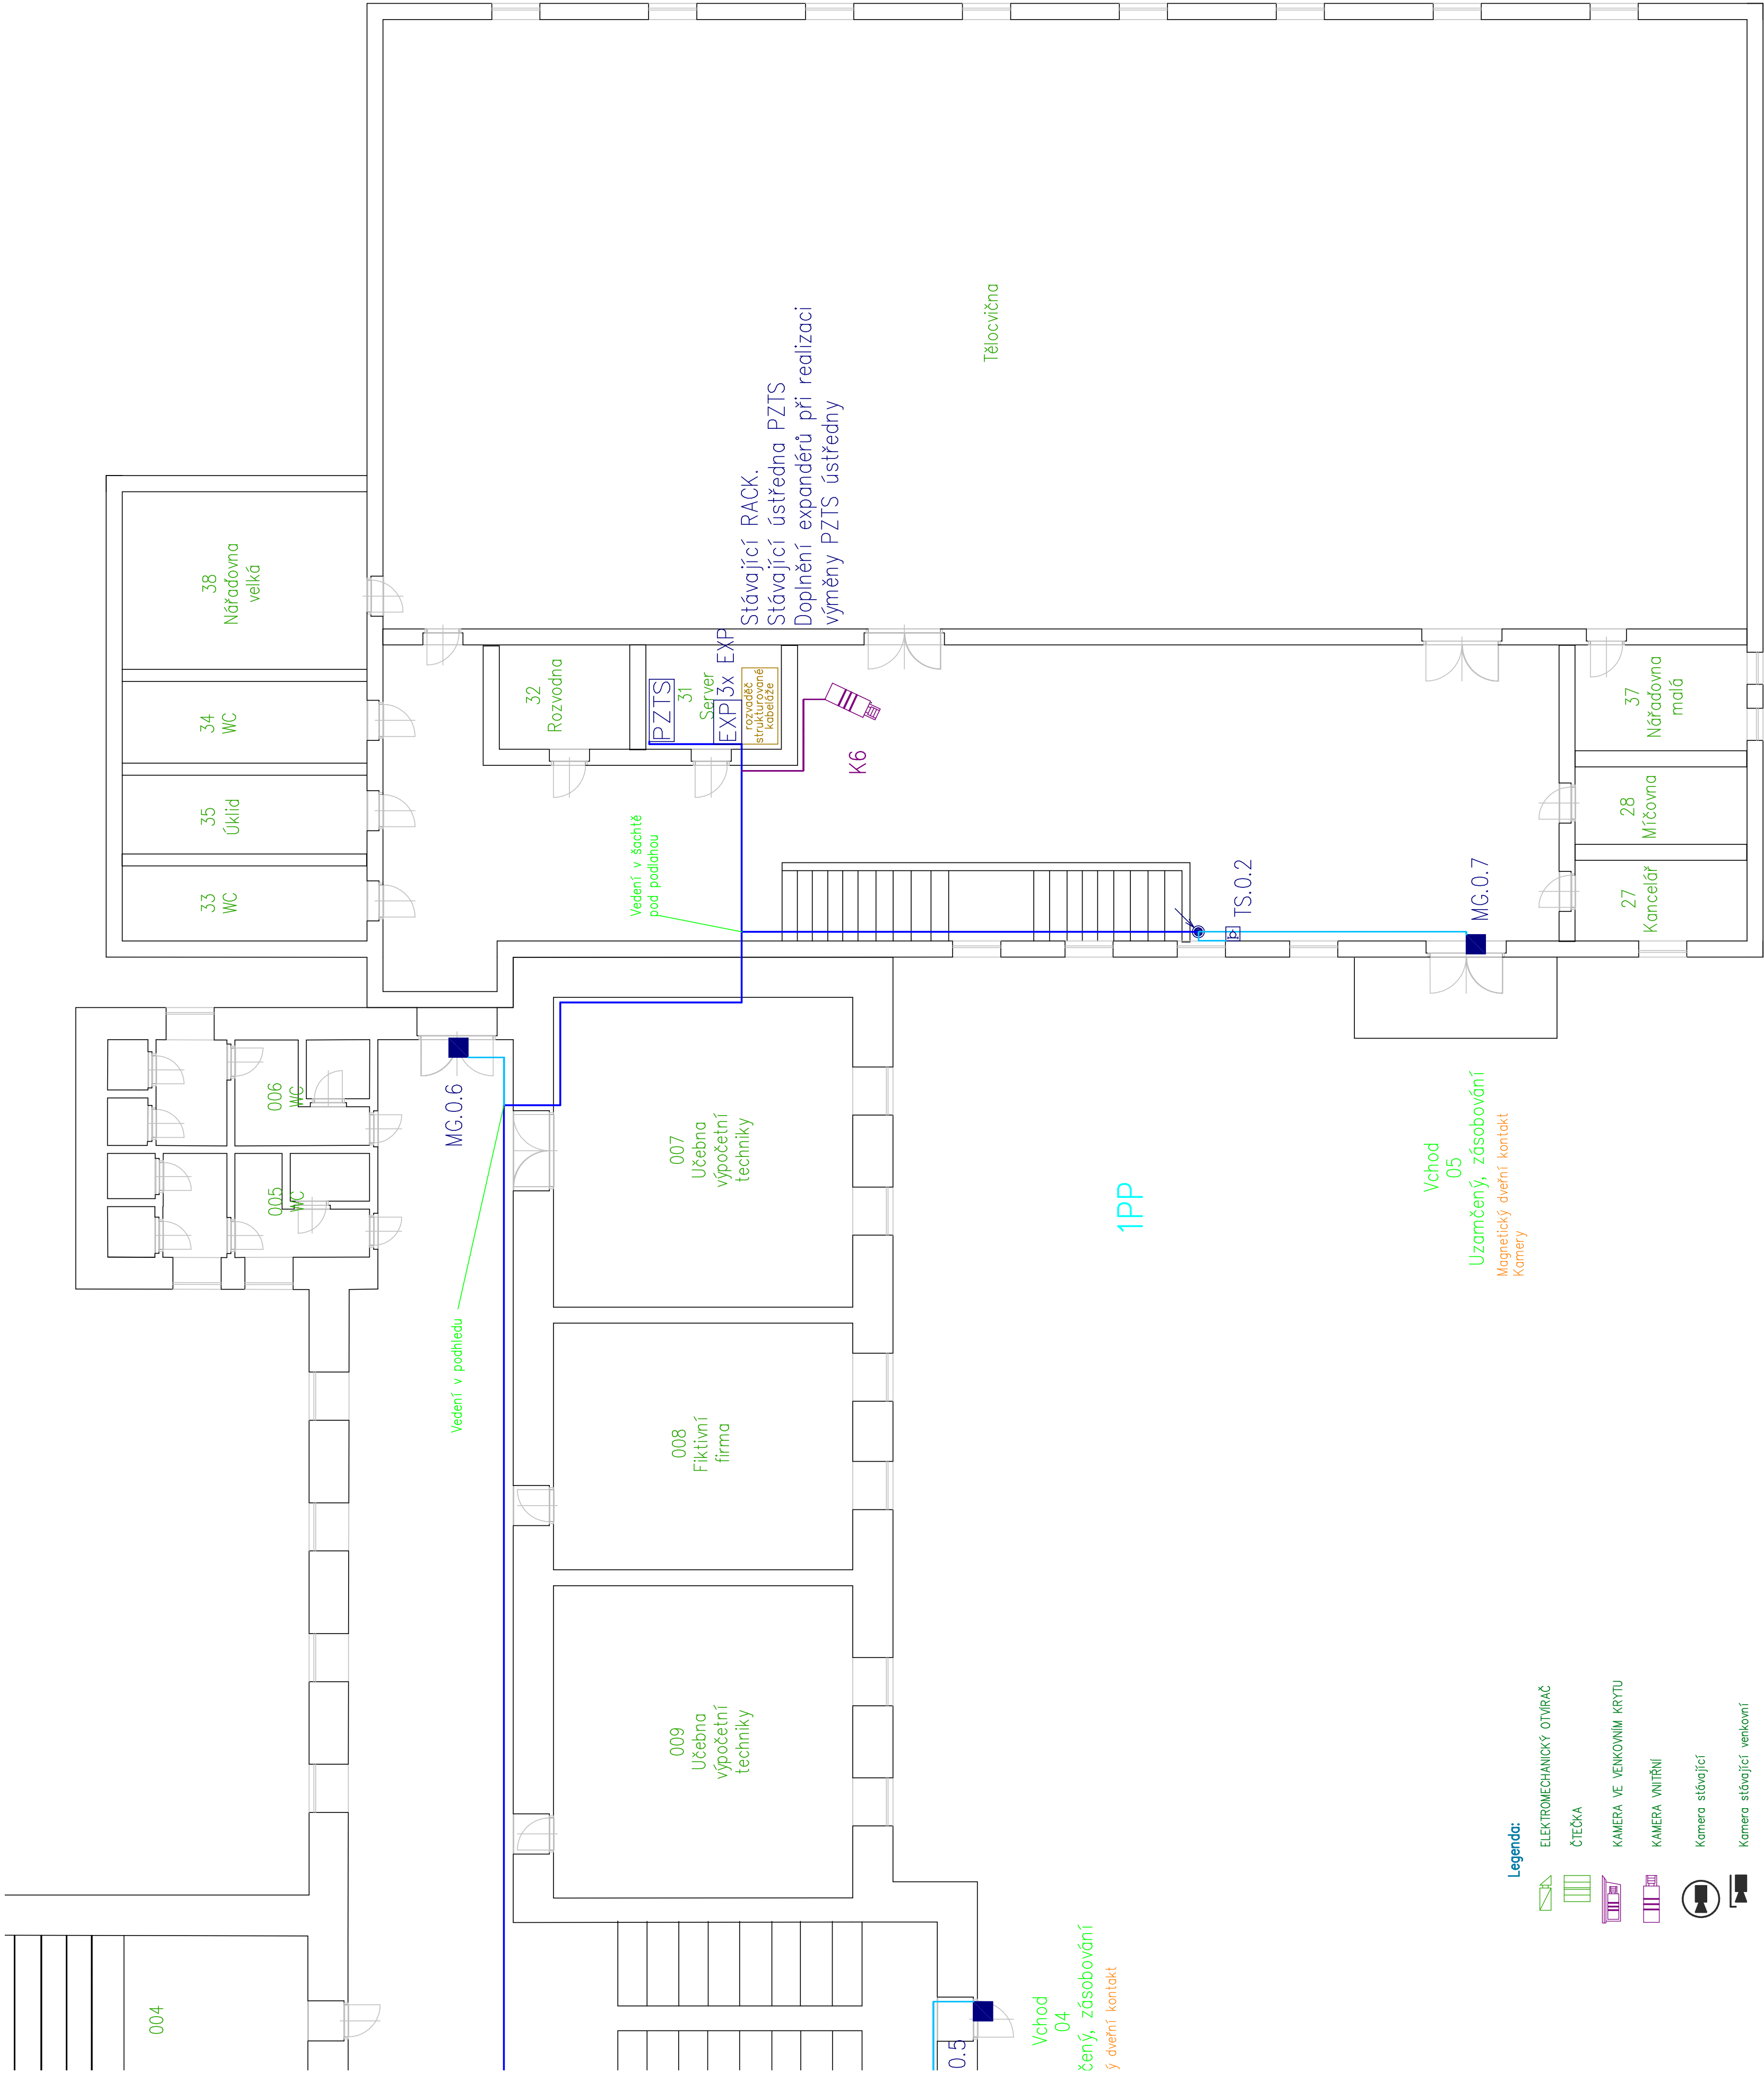 38
Nářaďovna
velká
34
WC
35
Úklid
33
WC
32
Rozvodna
PZTS
31
Server
EXP 3x EXP
rozvaděč
strukturované
kabeláže
Stávající RACK.
Stávající ústředna PZTS
Doplnění expandérů při realizaci
výměny PZTS ústředny
Tělocvična
K6
Vedení v šachtě
pod podlahou
TS.0.2
MG.0.7
37
Nářaďovna
malá
28
Míčovna
27
Kancelář
006
WC
005
WC
MG.0.6
Vedení v podhledu
007
Učebna
výpočetní
techniky
008
Fiktivní
firma
009
Učebna
výpočetní
techniky
004
1PP
Vchod
05
Uzamčený, zásobování
Magnetický dveřní kontakt
Kamery
0.5
Vchod
04
čený, zásobování
ý dveřní kontakt
Legenda:
ELEKTROMECHANICKÝ OTVÍRAČ
ČTEČKA
KAMERA VE VENKOVNÍM KRYTU
KAMERA VNITŘNÍ
Kamera stávající
Kamera stávající venkovní